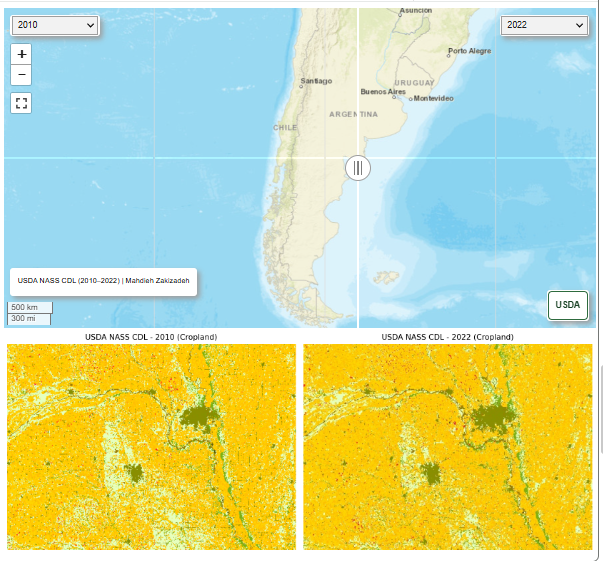 2010
2022
+
−
Asuncion
Porto Alegre
Santiago
URUGUAY
Buenos Aires
Montevideo
ARGENTINA
CHILE
USDA NASS CDL (2010–2022) | Mahdieh Zakizadeh
500 km
300 mi
USDA
USDA NASS CDL - 2010 (Cropland)
USDA NASS CDL - 2022 (Cropland)